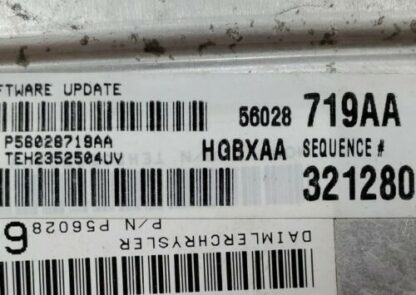 FTWARE UPDATE
56028 719AA
P56028719AA
TEH2352504UV
HQBXAA SEQUENCE #
321280
P/N P56028
DAIMLERCHRYSLER